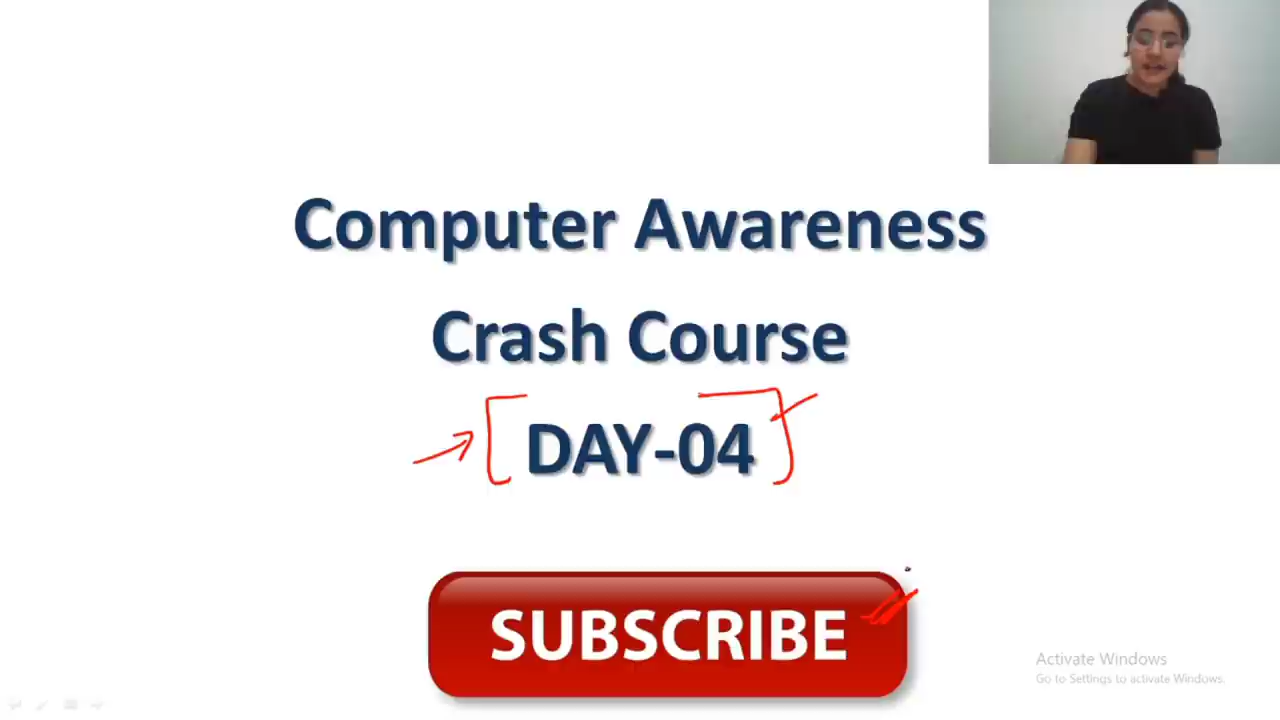 Computer Awareness
Crash Course
DAY-04
SUBSCRIBE
Activate Windows
Go to Settings to activate Windows.